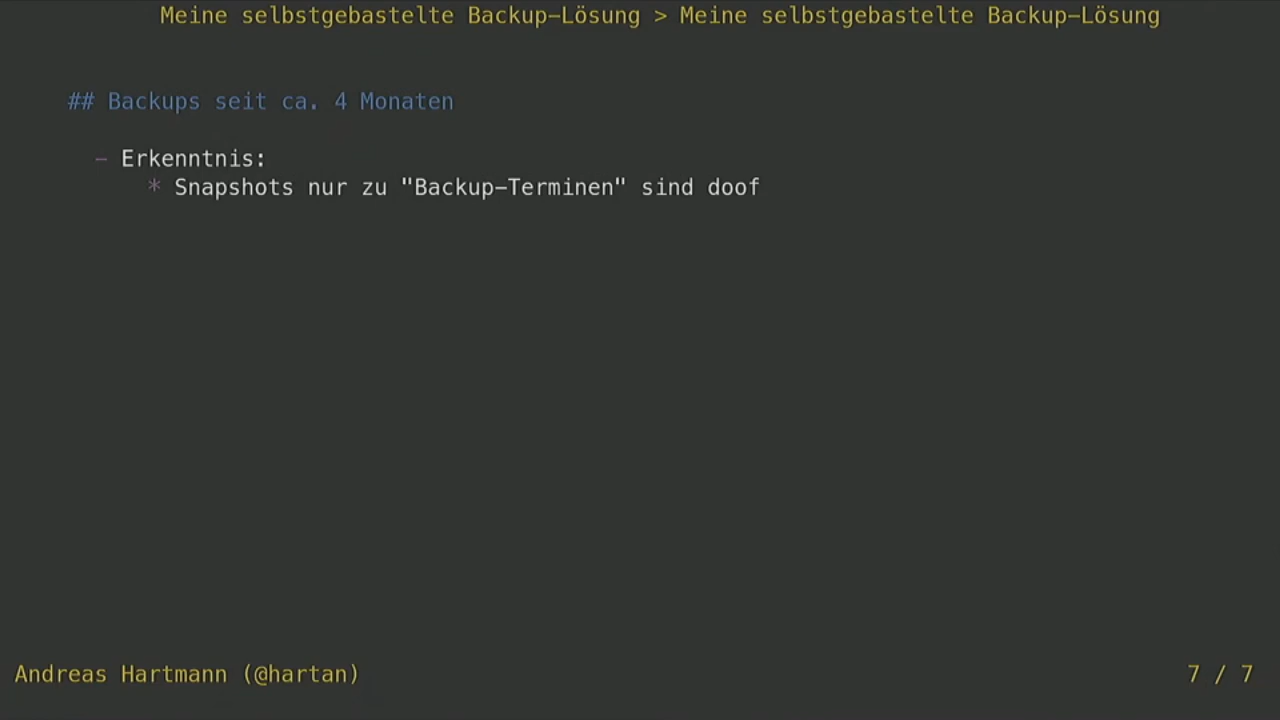 Meine selbstgebastelte Backup-Lösung > Meine selbstgebastelte Backup-Lösung
## Backups seit ca. 4 Monaten
- Erkenntnis:
* Snapshots nur zu "Backup-Terminen" sind doof
Andreas Hartmann (@hartan)
7 / 7